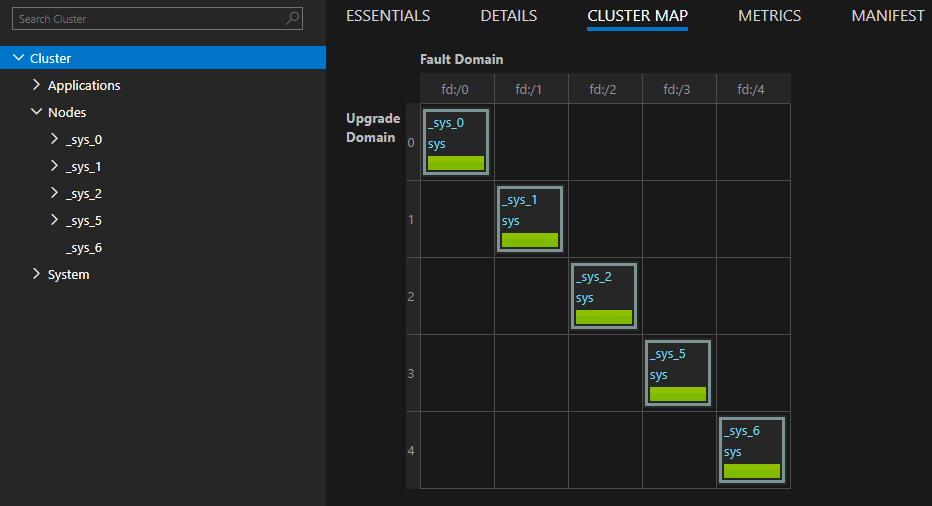 Search Cluster
Cluster
Applications
Nodes
_sys_0
_sys_1
_sys_2
_sys_5
_sys_6
System
ESSENTIALS DETAILS CLUSTER MAP METRICS MANIFEST
Fault Domain
fd:/0 fd:/1 fd:/2 fd:/3 fd:/4
Upgrade
Domain
0
_sys_0
sys
1
_sys_1
sys
2
_sys_2
sys
3
_sys_5
sys
4
_sys_6
sys